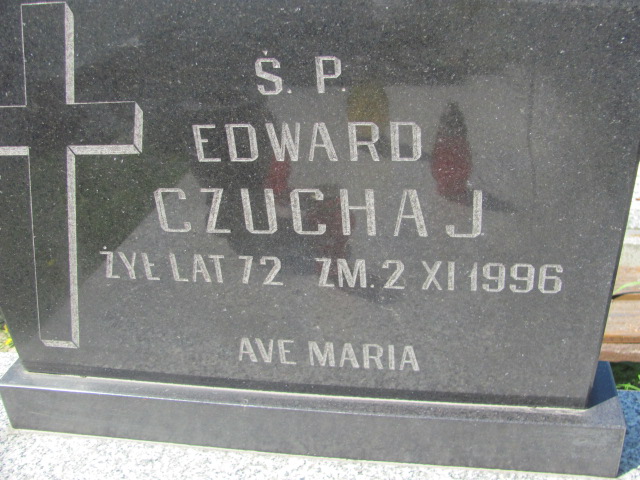 Ś. P.
EDWARD
CZUCHAJ
ŻYŁ LAT 72 ZM. 2 XI 1996
AVE MARIA